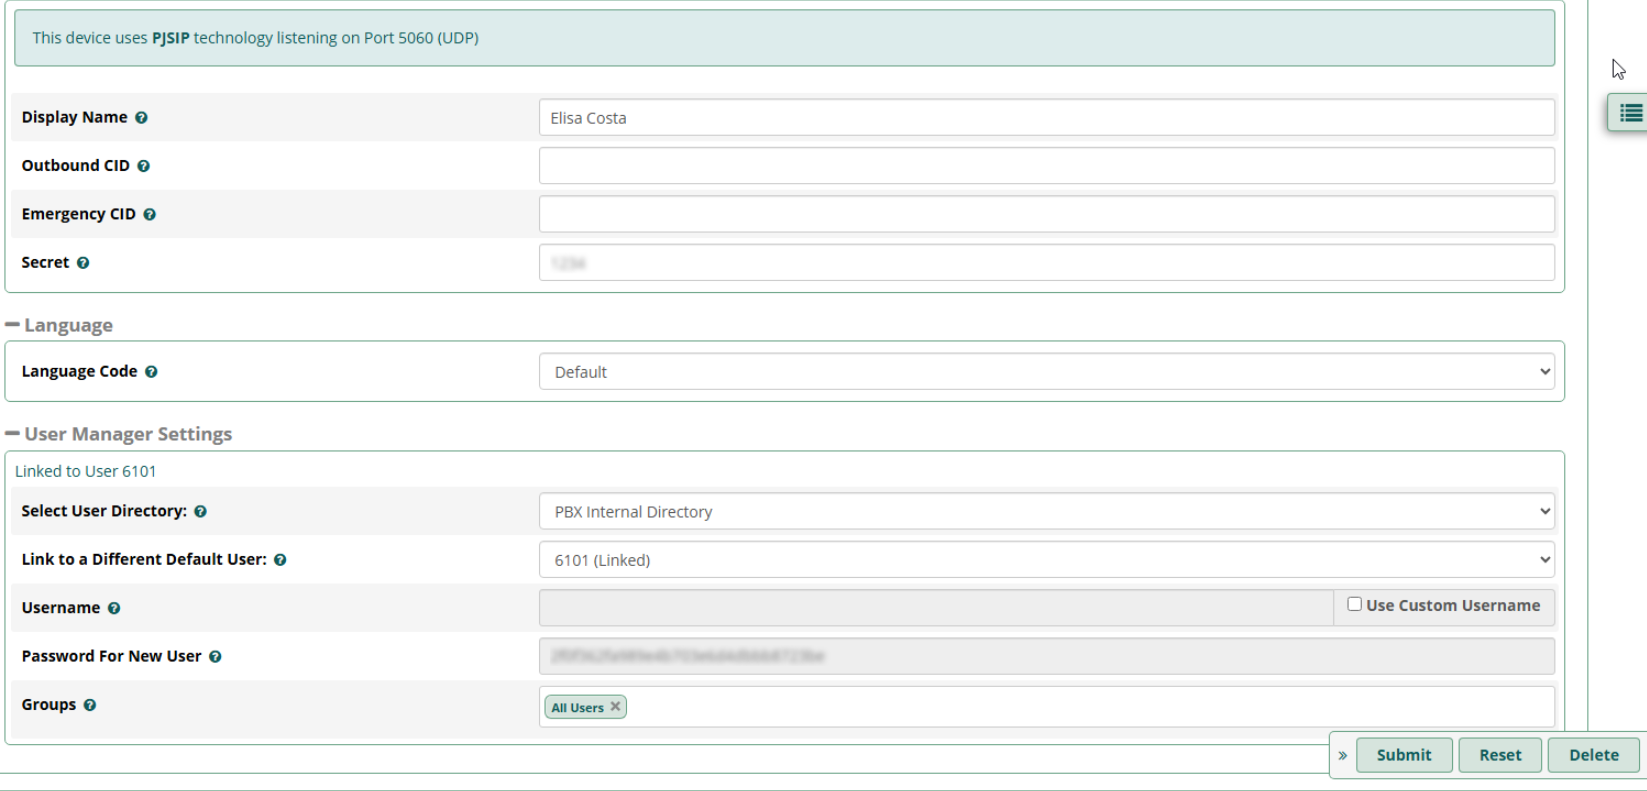 This device uses PJSIP technology listening on Port 5060 (UDP)
Display Name
Elisa Costa
Outbound CID
Emergency CID
Secret
Language
Language Code
Default
User Manager Settings
Linked to User 6101
Select User Directory:
PBX Internal Directory
Link to a Different Default User:
6101 (Linked)
Username
Use Custom Username
Password For New User
Groups
All Users
» Submit Reset Delete